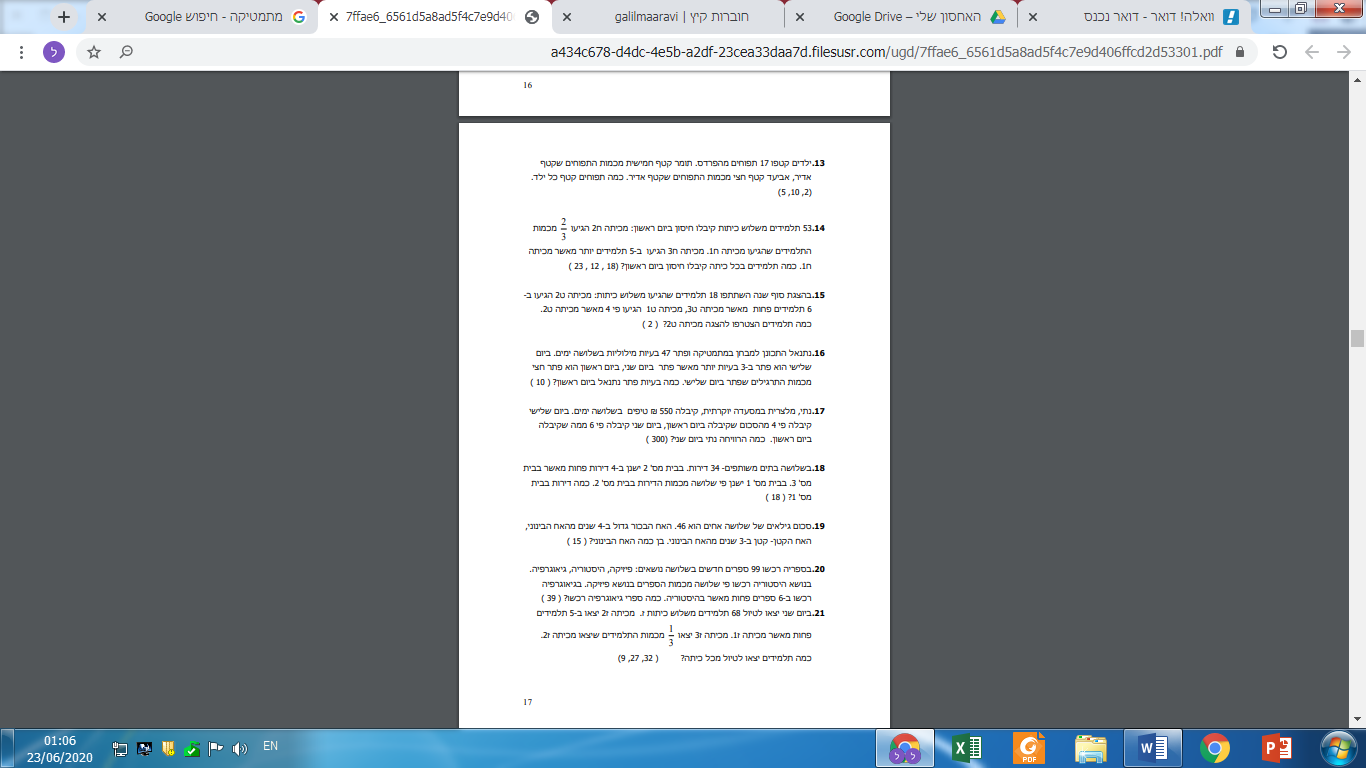 מתמטיקה - חיפוש Google
7ffae6_6561d5a8ad5f4c7e9d40
חוברות קיץ | galilmaaravi
האחסון שלי – Google Drive
וואלה! דואר - דואר נכנס
a434c678-d4dc-4e5b-a2df-23cea33daa7d.filesusr.com/ugd/7ffae6_6561d5a8ad5f4c7e9d406ffcd2d53301.pdf
ל
16
13.ילדים קטפו 17 תפוחים מהפרדס. תומר קטף חמישית מכמות התפוחים שקטף
אדיר, אביעד קטף חצי מכמות התפוחים שקטף אדיר. כמה תפוחים קטף כל ילד.
(2, 10, 5)
14.53 תלמידים משלוש כיתות קיבלו חיסון ביום ראשון: מכיתה ח2 הגיעו 2/3 מכמות
התלמידים שהגיעו מכיתה ח1. מכיתה ח3 הגיעו ב-5 תלמידים יותר מאשר מכיתה
ח1. כמה תלמידים בכל כיתה קיבלו חיסון ביום ראשון? (18 , 12 , 23 )
15.בהצגת סוף שנה השתתפו 18 תלמידים שהגיעו משלוש כיתות: מכיתה ט2 הגיעו ב-
6 תלמידים פחות מאשר מכיתה ט3, מכיתה ט1 הגיעו פי 4 מאשר מכיתה ט2.
כמה תלמידים הצטרפו להצגה מכיתה ט2? ( 2 )
16.נתנאל התכונן למבחן במתמטיקה ופתר 47 בעיות מילוליות בשלושה ימים. ביום
שלישי הוא פתר ב-3 בעיות יותר מאשר פתר ביום שני, ביום ראשון הוא פתר חצי
מכמות התרגילים שפתר ביום שלישי. כמה בעיות פתר נתנאל ביום ראשון? ( 10 )
17.נתי, מלצרית במסעדה יוקרתית, קיבלה 550 ₪ טיפים בשלושה ימים. ביום שלישי
קיבלה פי 4 מהסכום שקיבלה ביום ראשון, ביום שני קיבלה פי 6 ממה שקיבלה
ביום ראשון. כמה הרוויחה נתי ביום שני? (300 )
18.בשלושה בתים משותפים- 34 דירות. בבית מס' 2 ישנן ב-4 דירות פחות מאשר בבית
מס' 3. בבית מס' 1 ישנן פי שלושה מכמות הדירות בבית מס' 2. כמה דירות בבית
מס' 1? ( 18 )
19.סכום גילאים של שלושה אחים הוא 46. האח הבכור גדול ב-4 שנים מהאח הבינוני,
האח הקטן- קטן ב-3 שנים מהאח הבינוני. בן כמה האח הבינוני? ( 15 )
20.בספריה רכשו 99 ספרים חדשים בשלושה נושאים: פיזיקה, היסטוריה, גיאוגרפיה.
בנושא היסטוריה רכשו פי שלושה מכמות הספרים בנושא פיזיקה. בגיאוגרפיה
רכשו ב-6 ספרים פחות מאשר בהיסטוריה. כמה ספרי גיאוגרפיה רכשו? ( 39 )
21.ביום שני יצאו לטיול 68 תלמידים משלוש כיתות ז. מכיתה ז2 יצאו ב-5 תלמידים
פחות מאשר מכיתה ז1. מכיתה ז3 יצאו 1/3 מכמות התלמידים שיצאו מכיתה ז2.
כמה תלמידים יצאו לטיול מכל כיתה? ( 32, 27, 9)
17
01:06
23/06/2020
EN